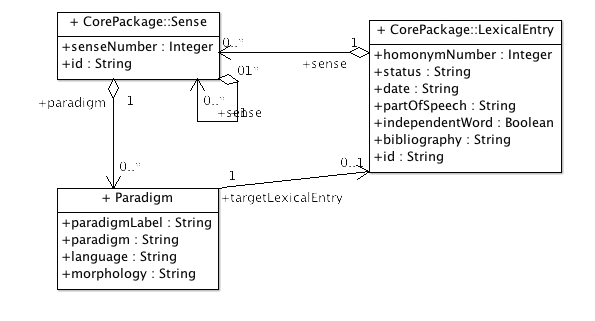 + CorePackage::Sense
+senseNumber : Integer
+id : String
+ CorePackage::LexicalEntry
+homonymNumber : Integer
+status : String
+date : String
+partOfSpeech : String
+independentWord : Boolean
+bibliography : String
+id : String
0..*
1
+sense
0..*
+sense
+paradigm
1
0..*
1
0..1
+targetLexicalEntry
+ Paradigm
+paradigmLabel : String
+paradigm : String
+language : String
+morphology : String